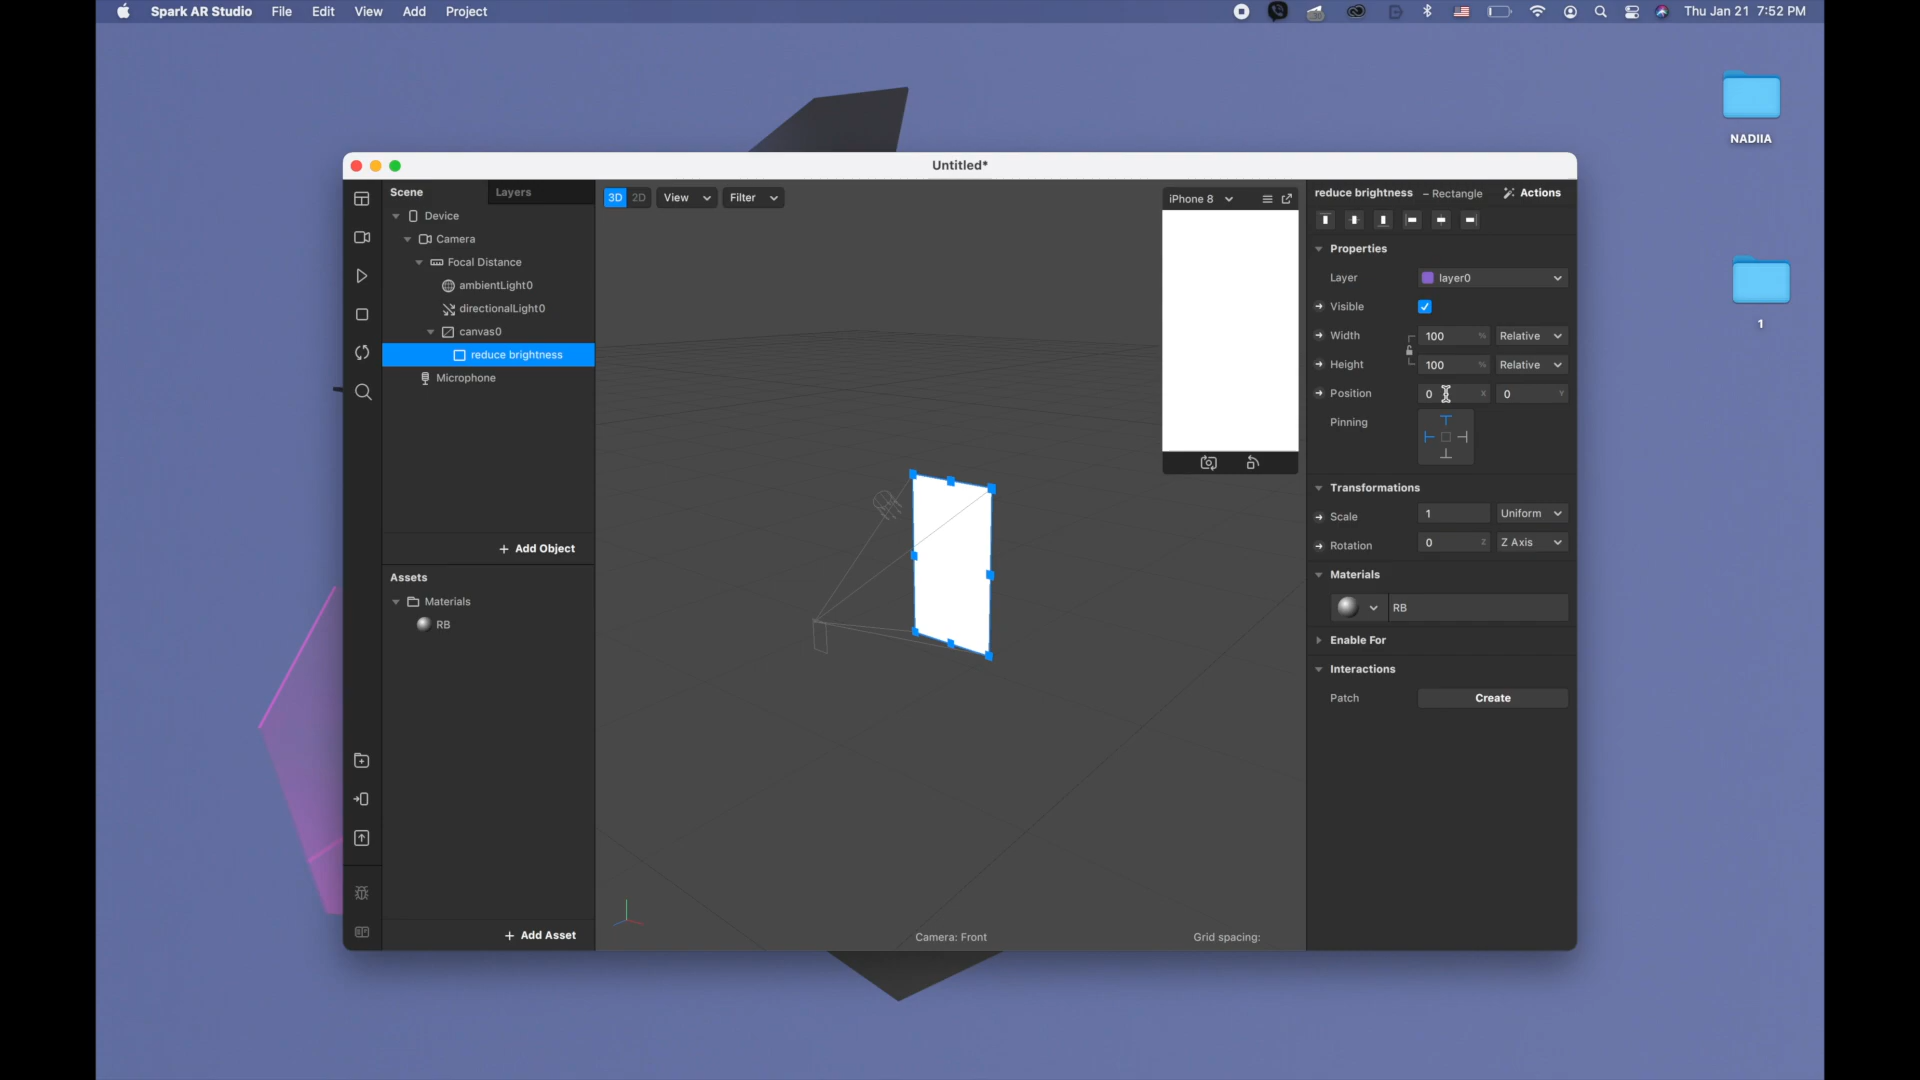 Spark AR Studio File Edit View Add Project Thu Jan 21 7:52 PM
NADIIA
1
Untitled*
Scene Layers
Device
Camera
Focal Distance
ambientLight0
directionalLight0
canvas0
reduce brightness
Microphone
+ Add Object
Assets
Materials
RB
+ Add Asset
3D 2D View Filter
iPhone 8
Camera: Front Grid spacing:
reduce brightness – Rectangle Actions
Properties
Layer layer0
Visible
Width 100 % Relative
Height 100 % Relative
Position 0 X 0 Y
Pinning
Transformations
Scale 1 Uniform
Rotation 0 Z Z Axis
Materials
RB
Enable For
Interactions
Patch Create